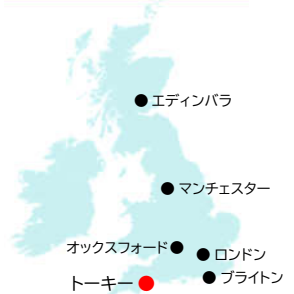 エディンバラ
マンチェスター
オックスフォード
ロンドン
ブライトン
トーキー